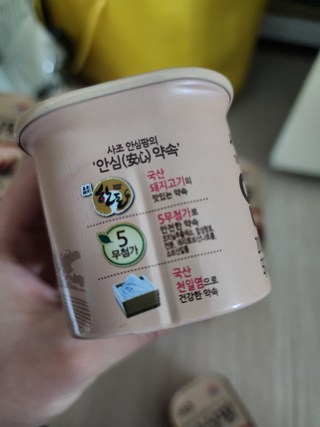 사조 안심팜의
'안심(安心) 약속'
한돈
국산
돼지고기의
맛있는 약속
5
무첨가
5무첨가로
안전한 약속
국산
천일염으로
건강한 약속